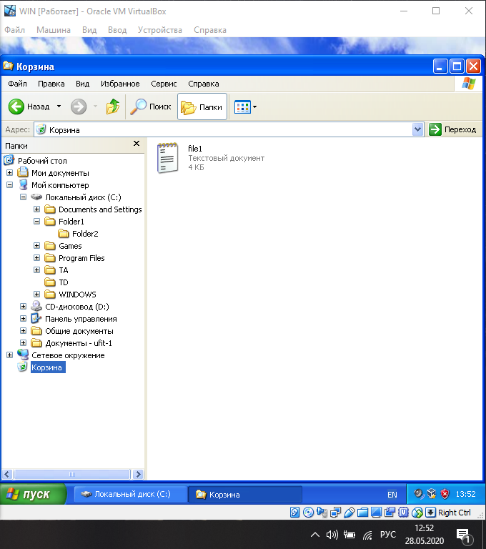 WIN [Работает] - Oracle VM VirtualBox
Файл Машина Вид Ввод Устройства Справка
Корзина
Файл Правка Вид Избранное Сервис Справка
Назад Поиск Папки
Адрес: Корзина Переход
Папки
Рабочий стол
Мои документы
Мой компьютер
Локальный диск (C:)
Documents and Settings
Folder1
Folder2
Games
Program Files
TA
TD
WINDOWS
CD-дисковод (D:)
Панель управления
Общие документы
Документы - ufit-1
Сетевое окружение
Корзина
file1
Текстовый документ
4 КБ
пуск Локальный диск (C:) Корзина EN 13:52
Right Ctrl
РУС 12:52
28.05.2020 1